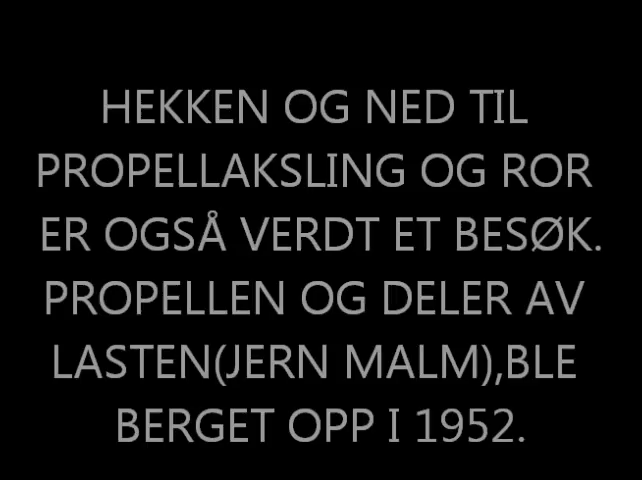 HEKKEN OG NED TIL
PROPELLAKSLING OG ROR
ER OGSÅ VERDT ET BESØK.
PROPELLEN OG DELER AV
LASTEN(JERN MALM),BLE
BERGET OPP I 1952.